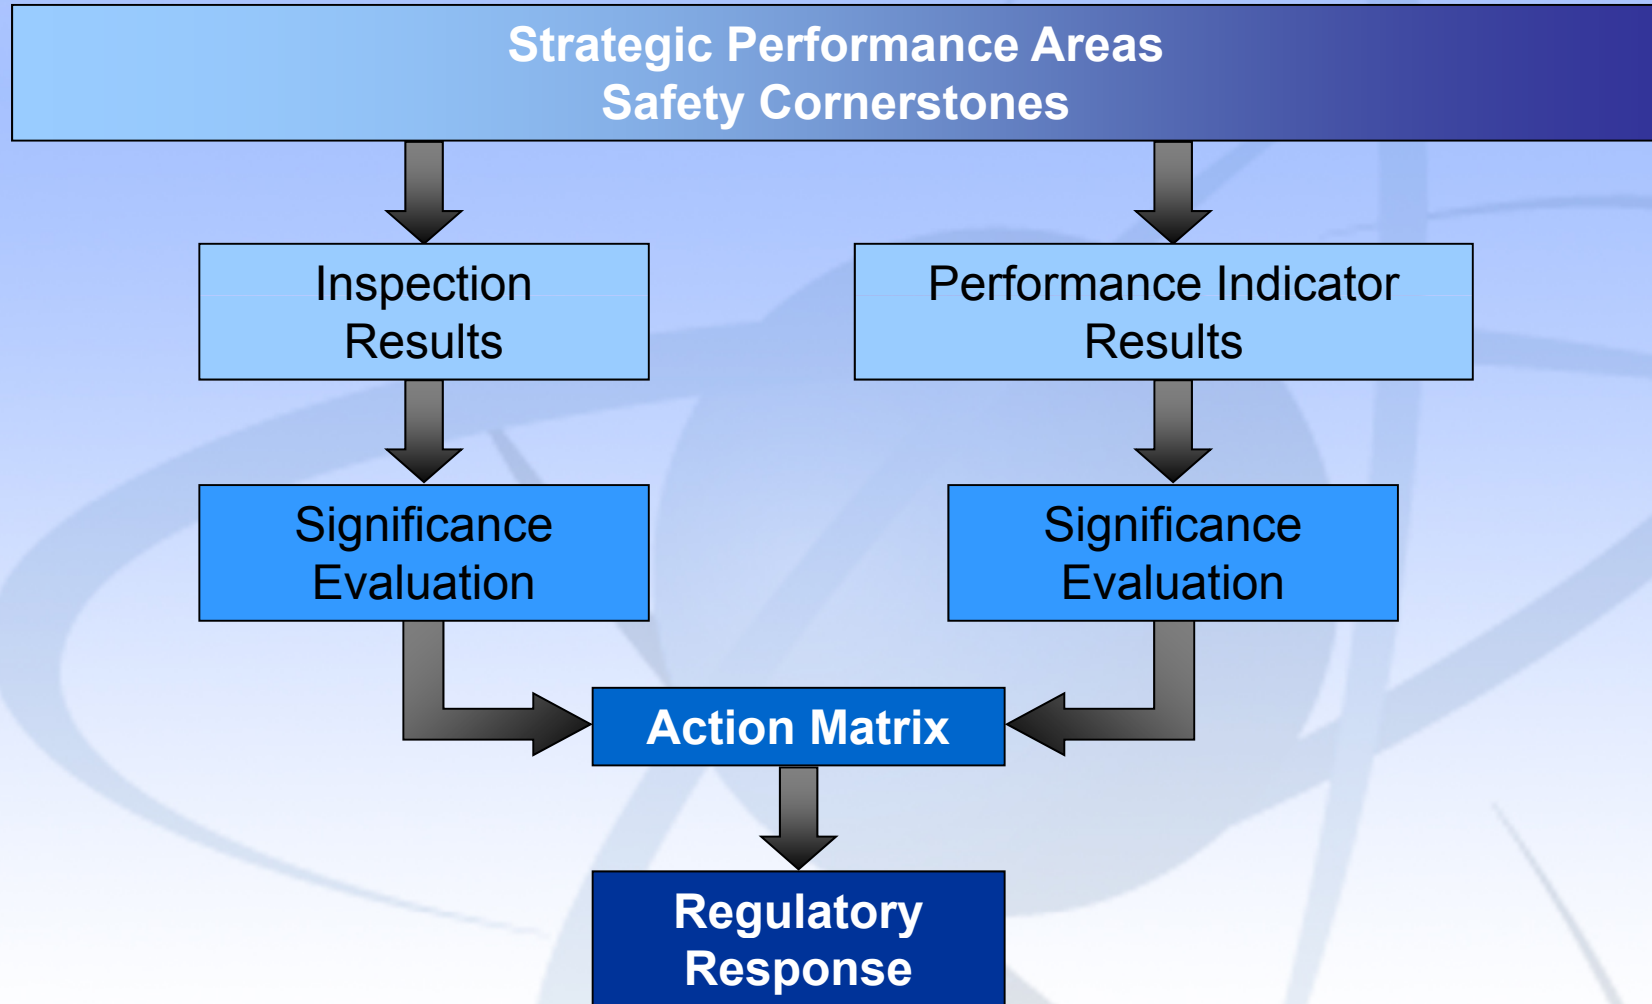 Strategic Performance Areas
Safety Cornerstones
Inspection
Results
Performance Indicator
Results
Significance
Evaluation
Significance
Evaluation
Action Matrix
Regulatory
Response